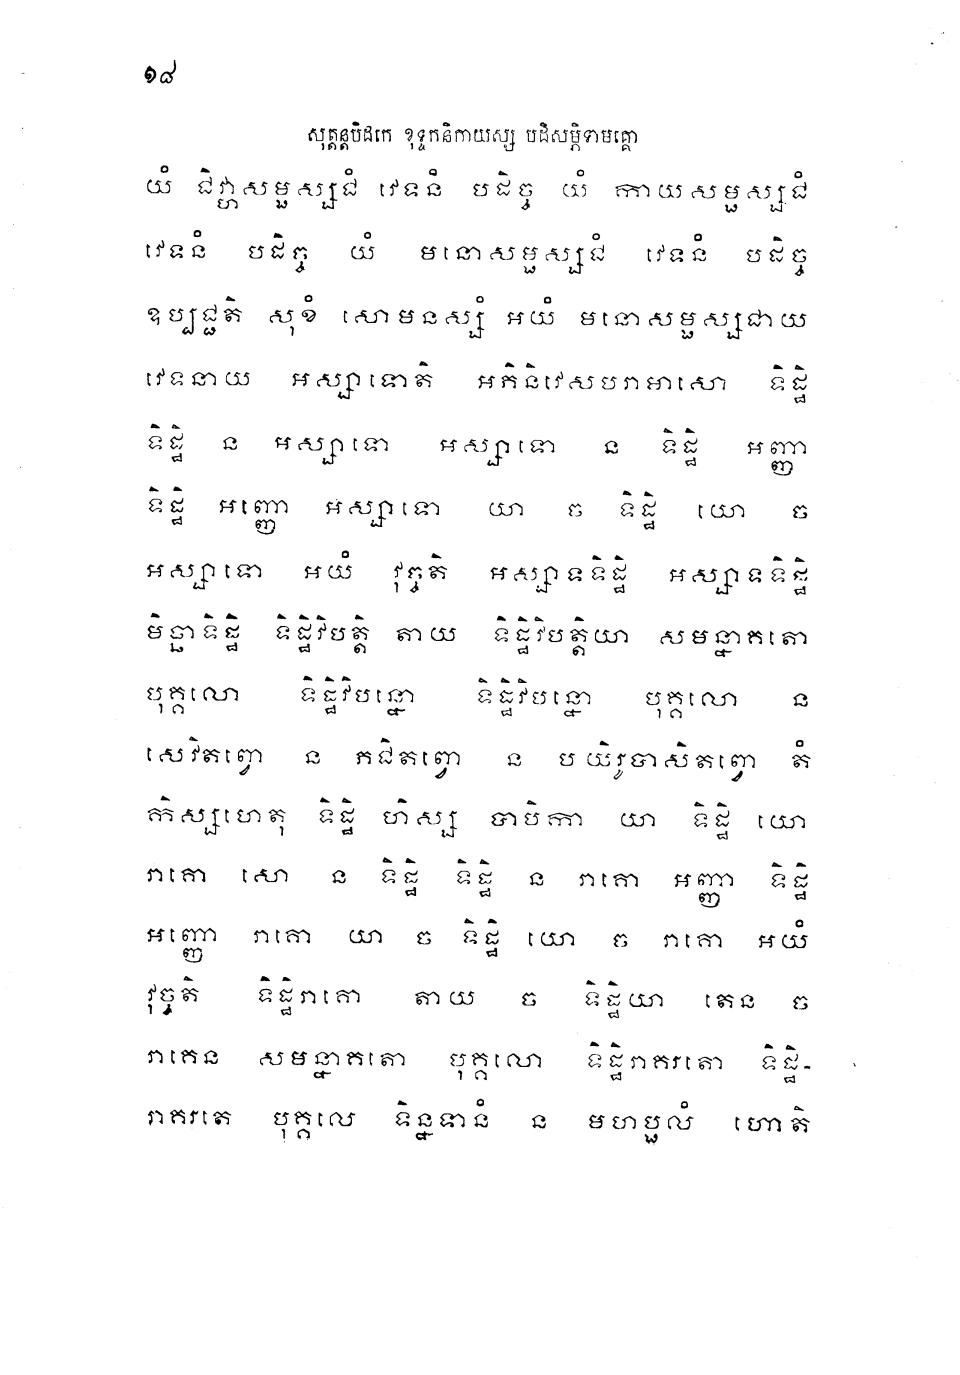 ១៨
សុត្តន្តបិដកេ ខុទ្ទកនិកាយស្ស បដិសម្ភិទាមគ្គោ
យំ ជិវ្ហាសម្ផស្សជំ វេទនំ បដិច្ច យំ កាយសម្ផស្សជំ
វេទនំ បដិច្ច យំ មនោសម្ផស្សជំ វេទនំ បដិច្ច
ឧប្បជ្ជតិ សុខំ សោមនស្សំ អយំ មនោសម្ផស្សជាយ
វេទនាយ អស្សាទោតិ អភិនិវេសបរាមាសោ ទិដ្ឋិ
ទិដ្ឋិ ន អស្សាទោ អស្សាទោ ន ទិដ្ឋិ អញ្ញា
ទិដ្ឋិ អញ្ញោ អស្សាទោ យា ច ទិដ្ឋិ យោ ច
អស្សាទោ អយំ វុច្ចតិ អស្សាទទិដ្ឋិ អស្សាទទិដ្ឋិ
មិច្ឆាទិដ្ឋិ ទិដ្ឋិវិបត្តិ តាយ ទិដ្ឋិវិបត្តិយា សមន្នាគតោ
បុគ្គលោ ទិដ្ឋិវិបន្នោ ទិដ្ឋិវិបន្នោ បុគ្គលោ ន
សេវិតព្វោ ន ភជិតព្វោ ន បយិរូបាសិតព្វោ តំ
កិស្សហេតុ ទិដ្ឋិ ហិស្ស បាបិកា យា ទិដ្ឋិ យោ
រាគោ សោ ន ទិដ្ឋិ ទិដ្ឋិ ន រាគោ អញ្ញា ទិដ្ឋិ
អញ្ញោ រាគោ យា ច ទិដ្ឋិ យោ ច រាគោ អយំ
វុច្ចតិ ទិដ្ឋិរាគោ តាយ ច ទិដ្ឋិយា តេន ច
រាគេន សមន្នាគតោ បុគ្គលោ ទិដ្ឋិរាគរតោ ទិដ្ឋិ-
រាគរតេ បុគ្គលេ ទិន្នទានំ ន មហប្ផលំ ហោតិ